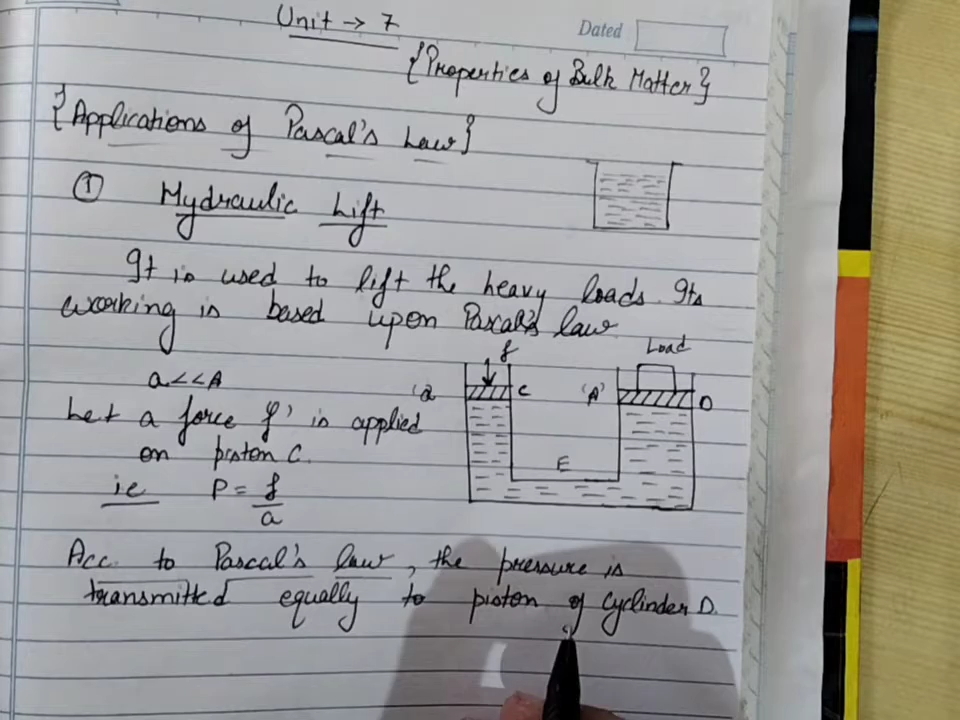 Unit → 7
Dated
{Properties of Bulk Matter}
{Applications of Pascal's Law}
① Hydraulic Lift
It is used to lift the heavy loads Its
working is based upon Pascal's law
f
Load
a<<A
'a
C
'A'
D
Let a force 'f' is applied
on piston C.
E
ie P = f/a
Acc. to Pascal's law, the pressure is
transmitted equally to piston of Cyclinder D.